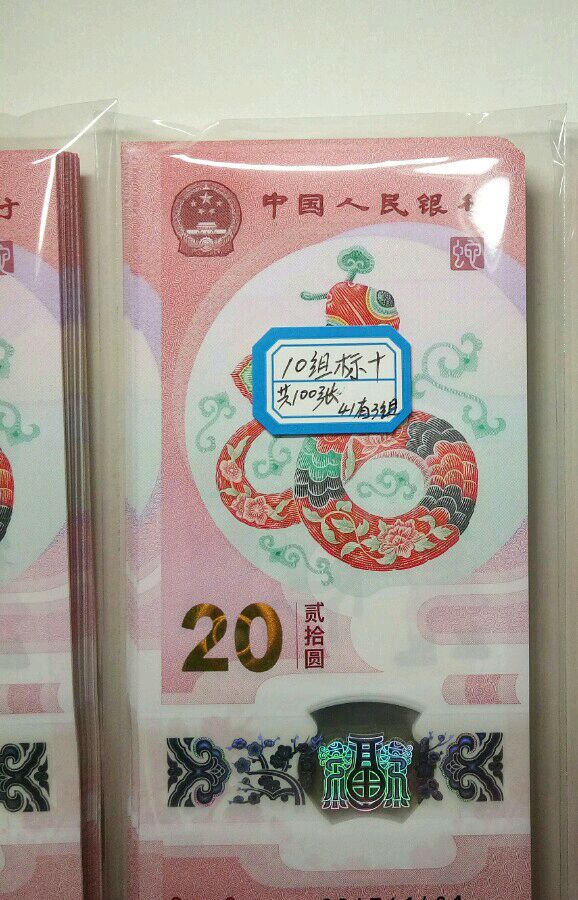 中国人民银
10组标十
共100张
41有3组
20
贰拾圆
福